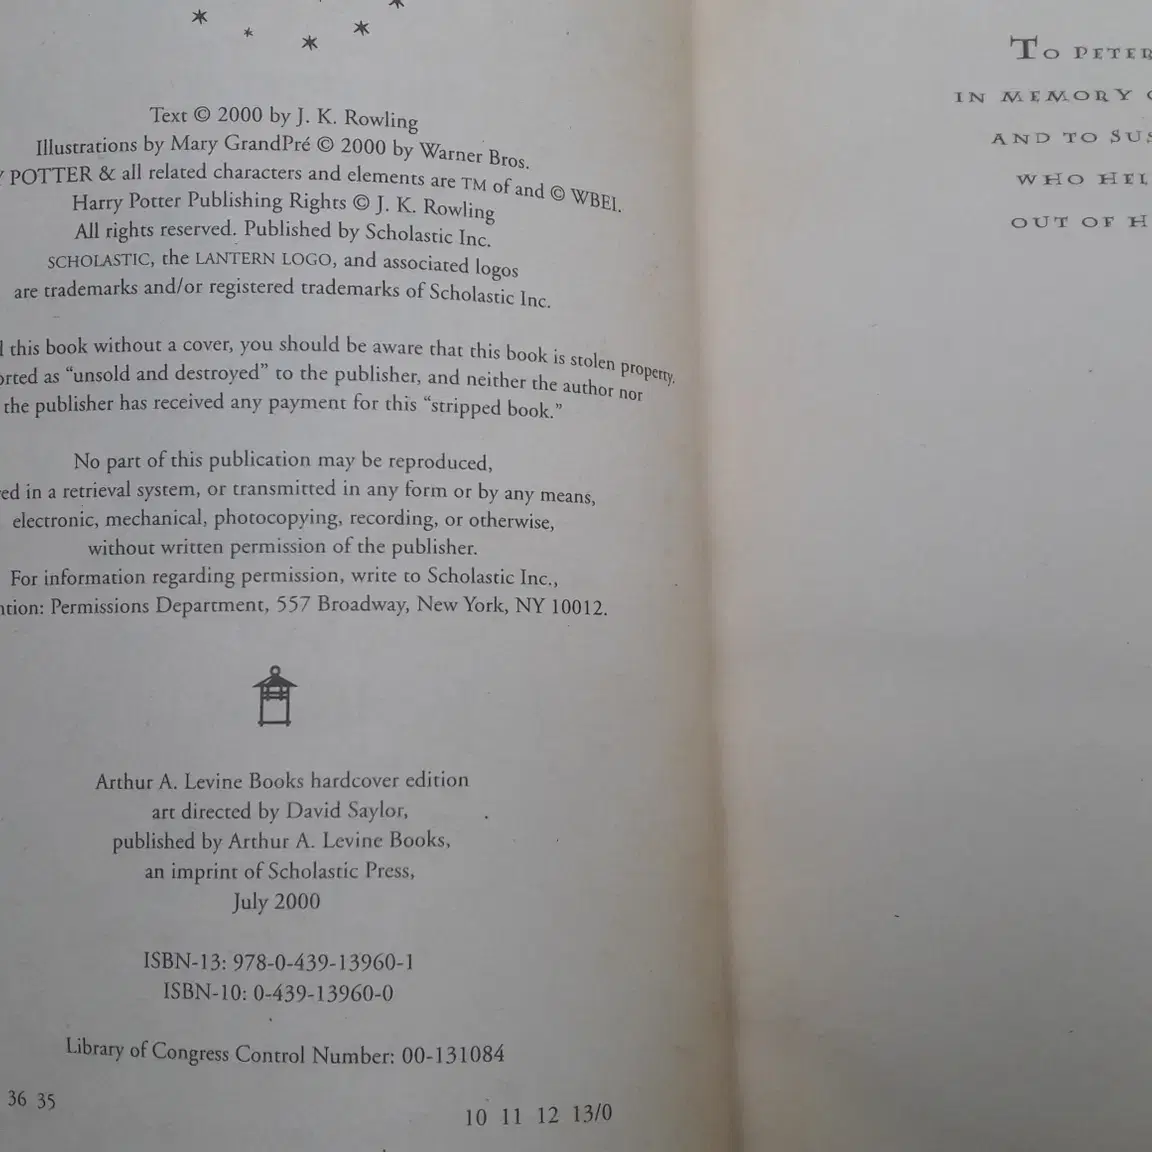 Text © 2000 by J. K. Rowling
Illustrations by Mary GrandPré © 2000 by Warner Bros.
POTTER & all related characters and elements are TM of and © WBEI.
Harry Potter Publishing Rights © J. K. Rowling
All rights reserved. Published by Scholastic Inc.
SCHOLASTIC, the LANTERN LOGO, and associated logos
are trademarks and/or registered trademarks of Scholastic Inc.
this book without a cover, you should be aware that this book is stolen property.
as “unsold and destroyed” to the publisher, and neither the author nor
the publisher has received any payment for this “stripped book.”
No part of this publication may be reproduced,
in a retrieval system, or transmitted in any form or by any means,
electronic, mechanical, photocopying, recording, or otherwise,
without written permission of the publisher.
For information regarding permission, write to Scholastic Inc.,
Permissions Department, 557 Broadway, New York, NY 10012.
Arthur A. Levine Books hardcover edition
art directed by David Saylor,
published by Arthur A. Levine Books,
an imprint of Scholastic Press,
July 2000
ISBN-13: 978-0-439-13960-1
ISBN-10: 0-439-13960-0
Library of Congress Control Number: 00-131084
36 35 10 11 12 13/0
TO PETER
IN MEMORY
AND TO
WHO
OUT OF